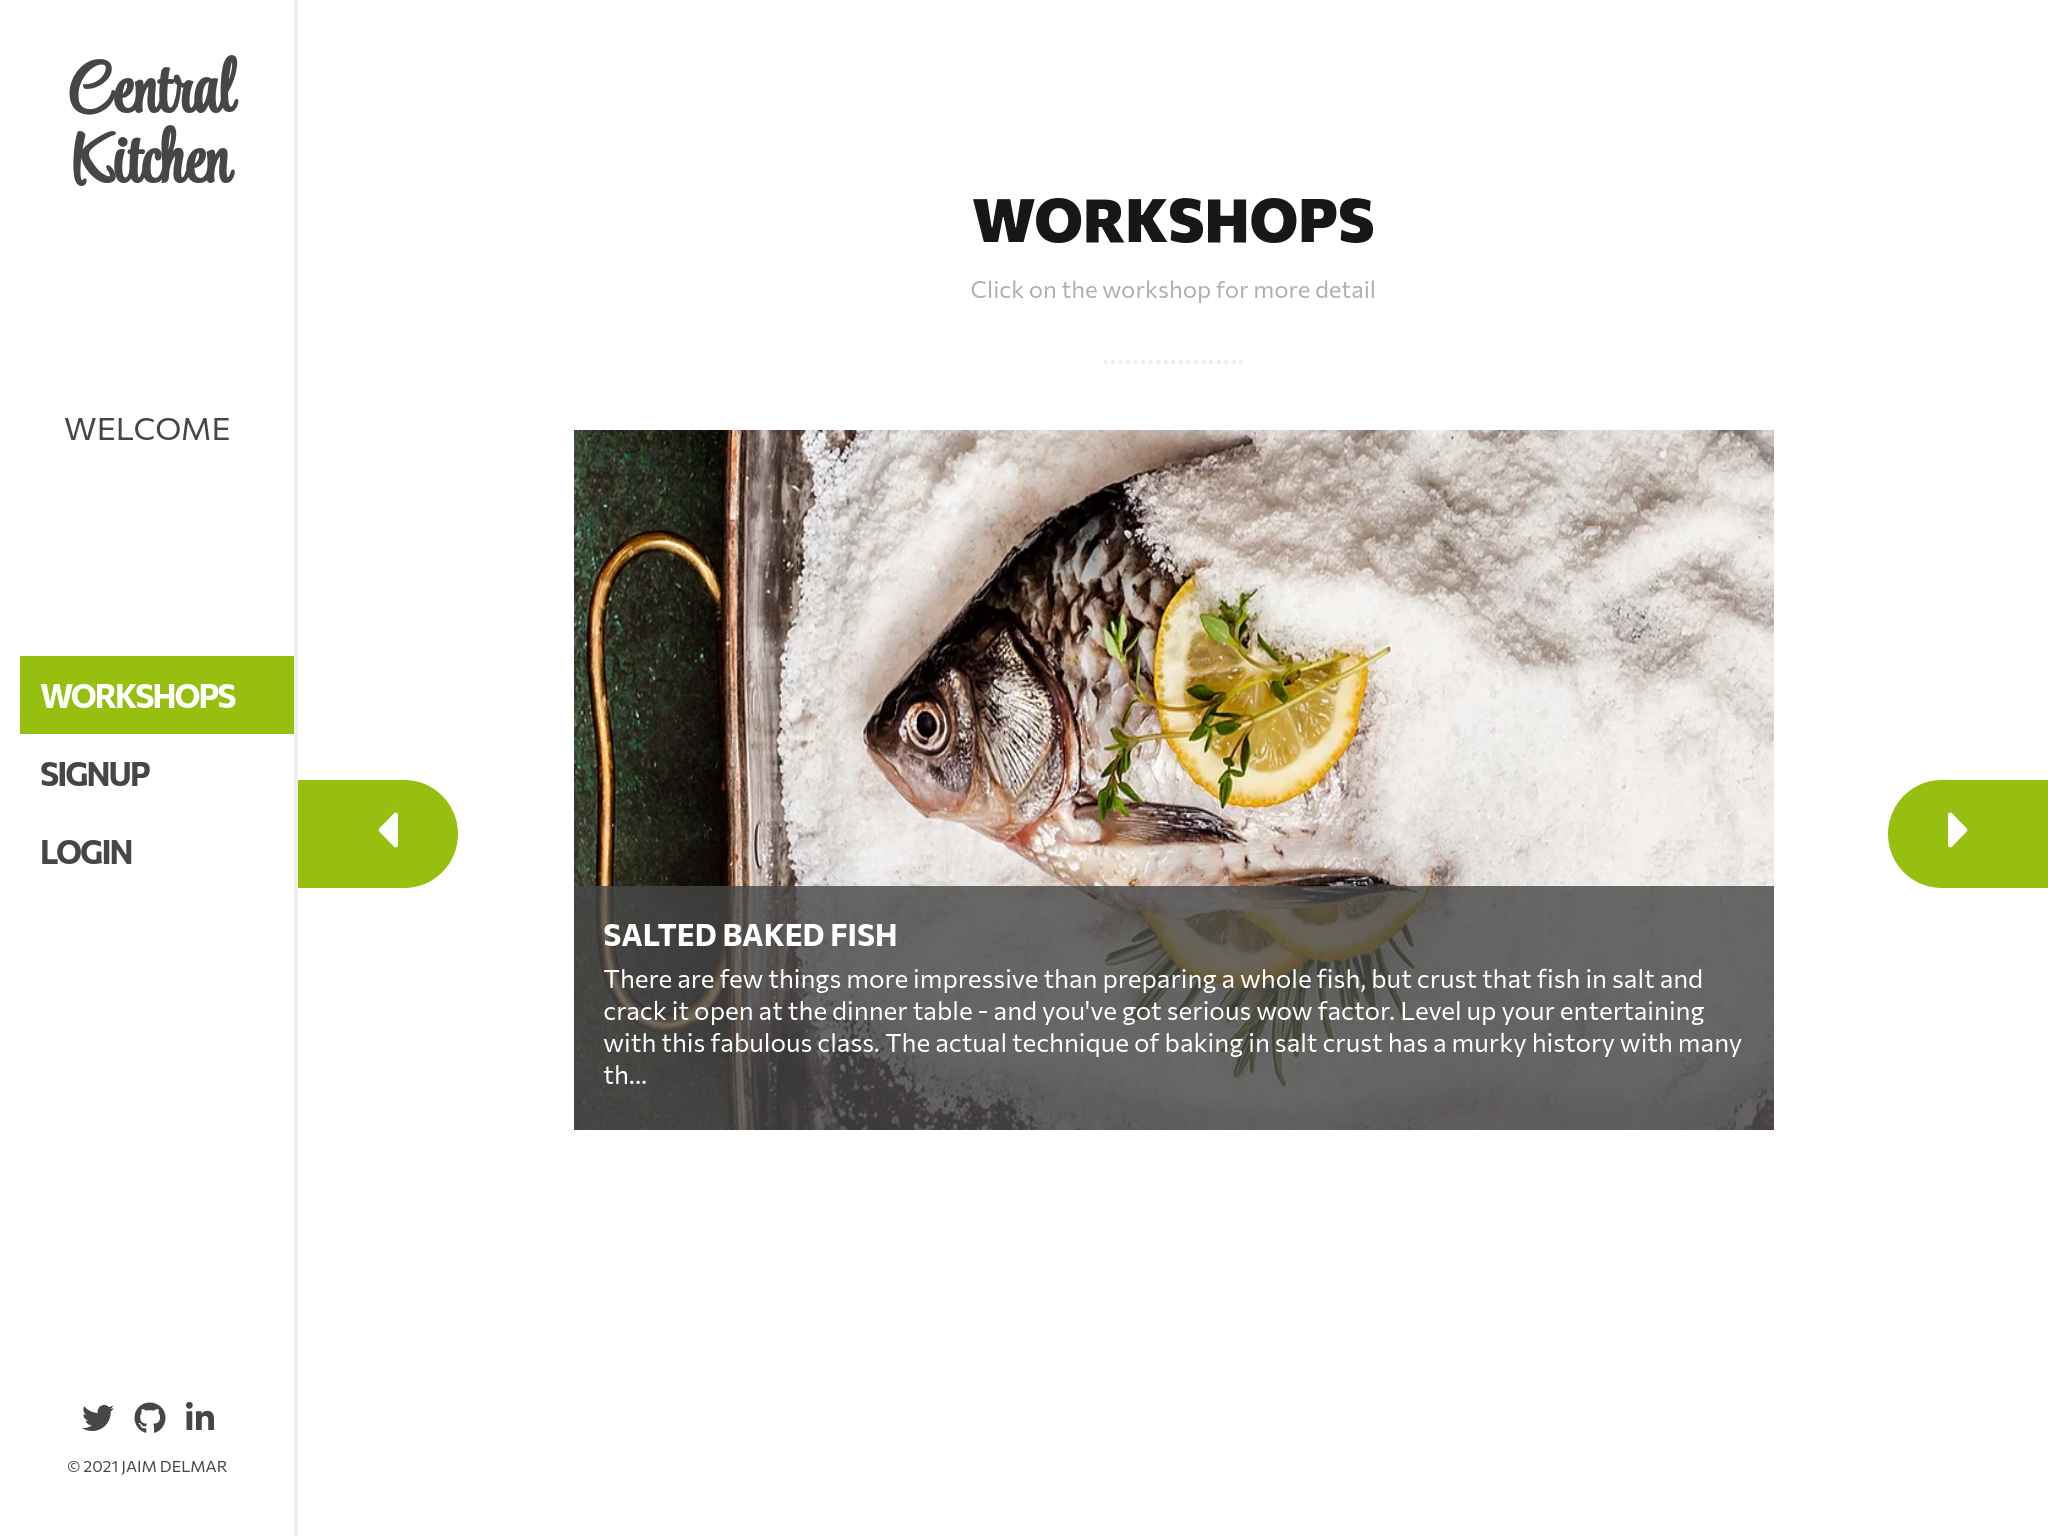 Central
Kitchen
WELCOME
WORKSHOPS
SIGNUP
LOGIN
© 2021 JAIM DELMAR
WORKSHOPS
Click on the workshop for more detail
SALTED BAKED FISH
There are few things more impressive than preparing a whole fish, but crust that fish in salt and
crack it open at the dinner table - and you've got serious wow factor. Level up your entertaining
with this fabulous class. The actual technique of baking in salt crust has a murky history with many
th...